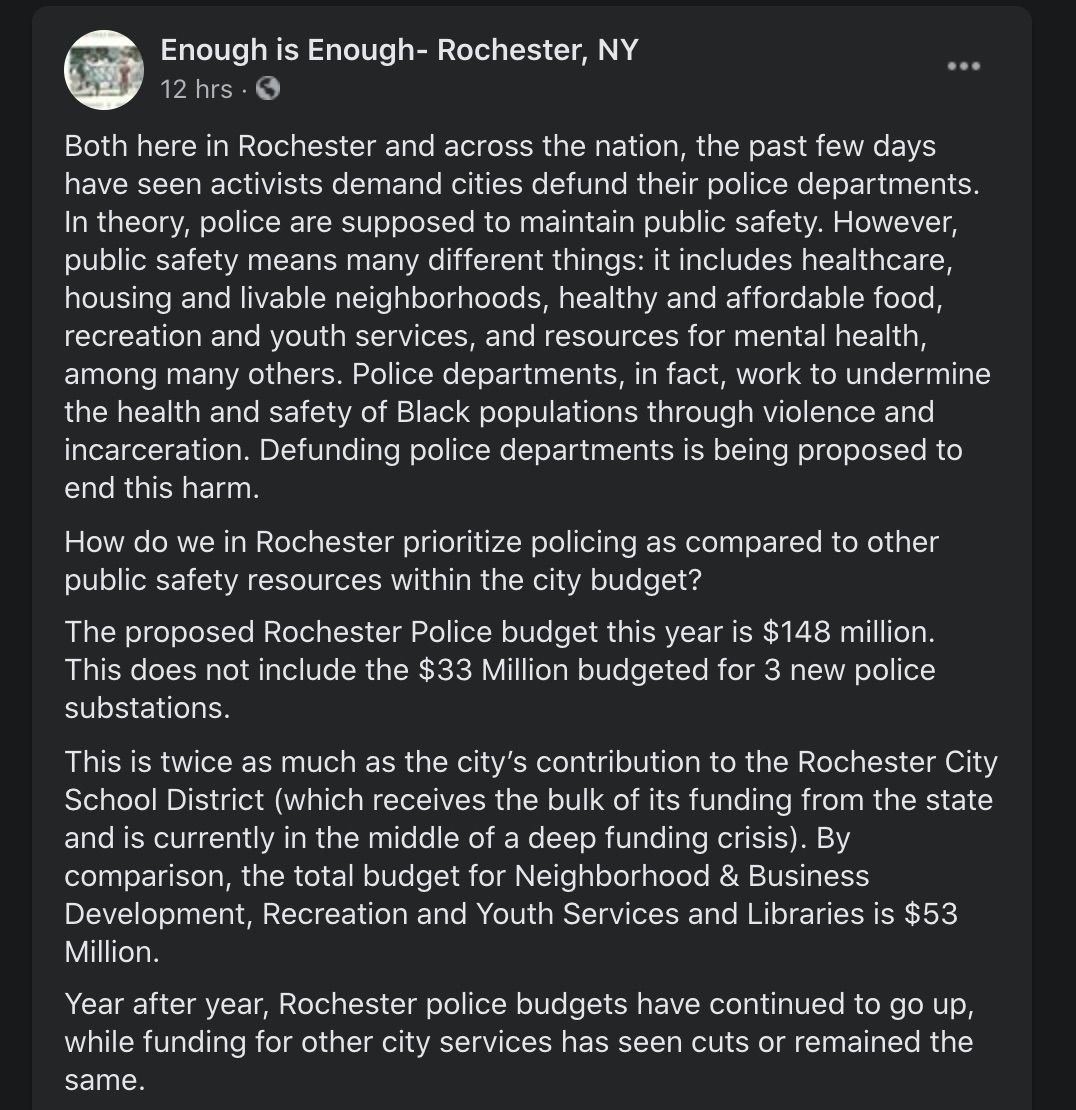 Enough is Enough- Rochester, NY
12 hrs ·
Both here in Rochester and across the nation, the past few days
have seen activists demand cities defund their police departments.
In theory, police are supposed to maintain public safety. However,
public safety means many different things: it includes healthcare,
housing and livable neighborhoods, healthy and affordable food,
recreation and youth services, and resources for mental health,
among many others. Police departments, in fact, work to undermine
the health and safety of Black populations through violence and
incarceration. Defunding police departments is being proposed to
end this harm.
How do we in Rochester prioritize policing as compared to other
public safety resources within the city budget?
The proposed Rochester Police budget this year is $148 million.
This does not include the $33 Million budgeted for 3 new police
substations.
This is twice as much as the city’s contribution to the Rochester City
School District (which receives the bulk of its funding from the state
and is currently in the middle of a deep funding crisis). By
comparison, the total budget for Neighborhood & Business
Development, Recreation and Youth Services and Libraries is $53
Million.
Year after year, Rochester police budgets have continued to go up,
while funding for other city services has seen cuts or remained the
same.